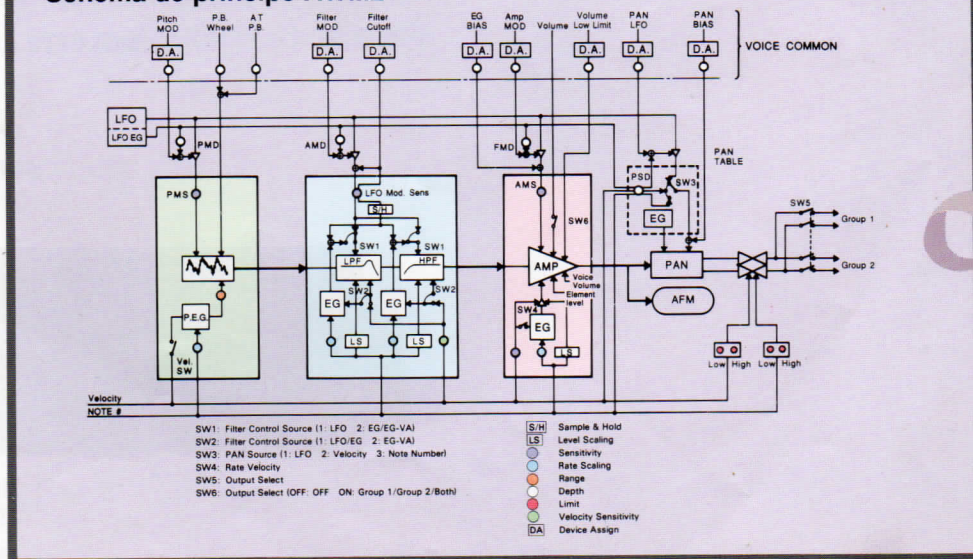 Schéma de principe
Pitch MOD
P.B. Wheel
A T P.B.
Filter MOD
Filter Cutoff
EG BIAS
Amp MOD
Volume
Volume Low Limit
PAN LFO
PAN BIAS
D.A.
D.A.
D.A.
D.A.
D.A.
D.A.
D.A.
D.A.
VOICE COMMON
LFO
LFO EG
PMD
AMD
FMD
PAN TABLE
PMS
LFO Mod. Sens
S/H
AMS
SW6
PSD
SW3
EG
SW5
Group 1
Group 2
SW1
SW1
LPF
HPF
SW2
SW2
EG
EG
LS
LS
AMP
Voice Volume
Element level
SW4
EG
LS
PAN
AFM
P.E.G.
Vel. SW
Low High
Low High
Velocity
NOTE #
SW1: Filter Control Source (1: LFO 2: EG/EG-VA)
SW2: Filter Control Source (1: LFO/EG 2: EG-VA)
SW3: PAN Source (1: LFO 2: Velocity 3: Note Number)
SW4: Rate Velocity
SW5: Output Select
SW6: Output Select (OFF: OFF ON: Group 1/Group 2/Both)
S/H Sample & Hold
LS Level Scaling
Sensitivity
Rate Scaling
Range
Depth
Limit
Velocity Sensitivity
DA Device Assign